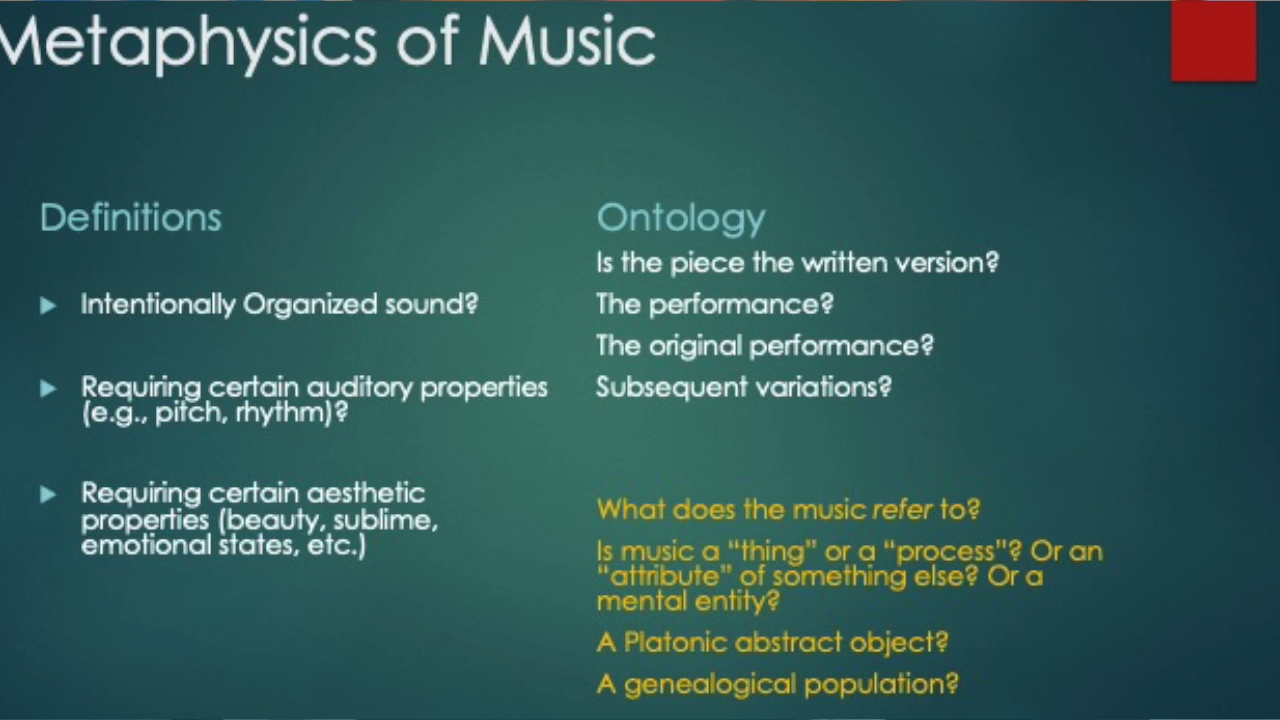 Metaphysics of Music
Definitions
Intentionally Organized sound?
Requiring certain auditory properties
(e.g., pitch, rhythm)?
Requiring certain aesthetic
properties (beauty, sublime,
emotional states, etc.)
Ontology
Is the piece the written version?
The performance?
The original performance?
Subsequent variations?
What does the music refer to?
Is music a “thing” or a “process”? Or an
“attribute” of something else? Or a
mental entity?
A Platonic abstract object?
A genealogical population?